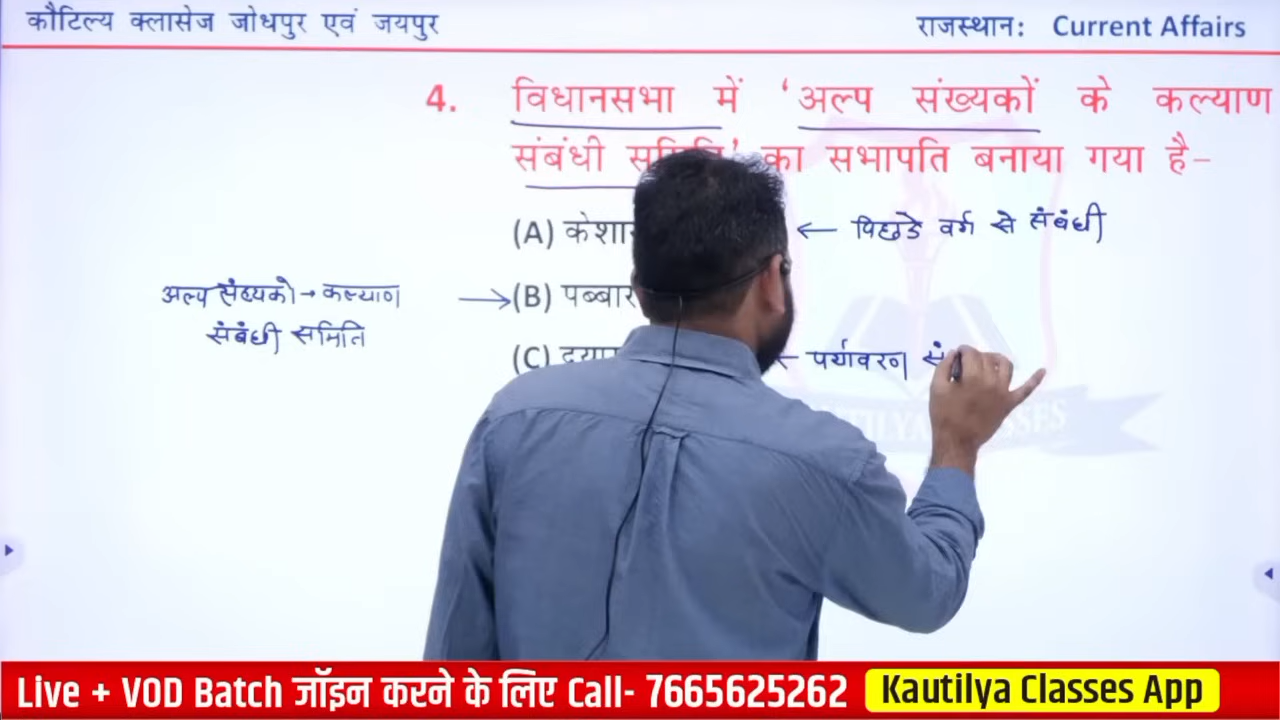 कौटिल्य क्लासेज जोधपुर एवं जयपुर
राजस्थान: Current Affairs
4. विधानसभा में 'अल्प संख्यकों के कल्याण
संबंधी समिति' का सभापति बनाया गया है–
(A) ← पिछडे वर्ग से संबंधी
अल्प संख्यको → कल्याण
संबंधी समिति
→ (B)
(C) ← पर्यावरण
Live + VOD Batch जॉइन करने के लिए Call- 7665625262
Kautilya Classes App